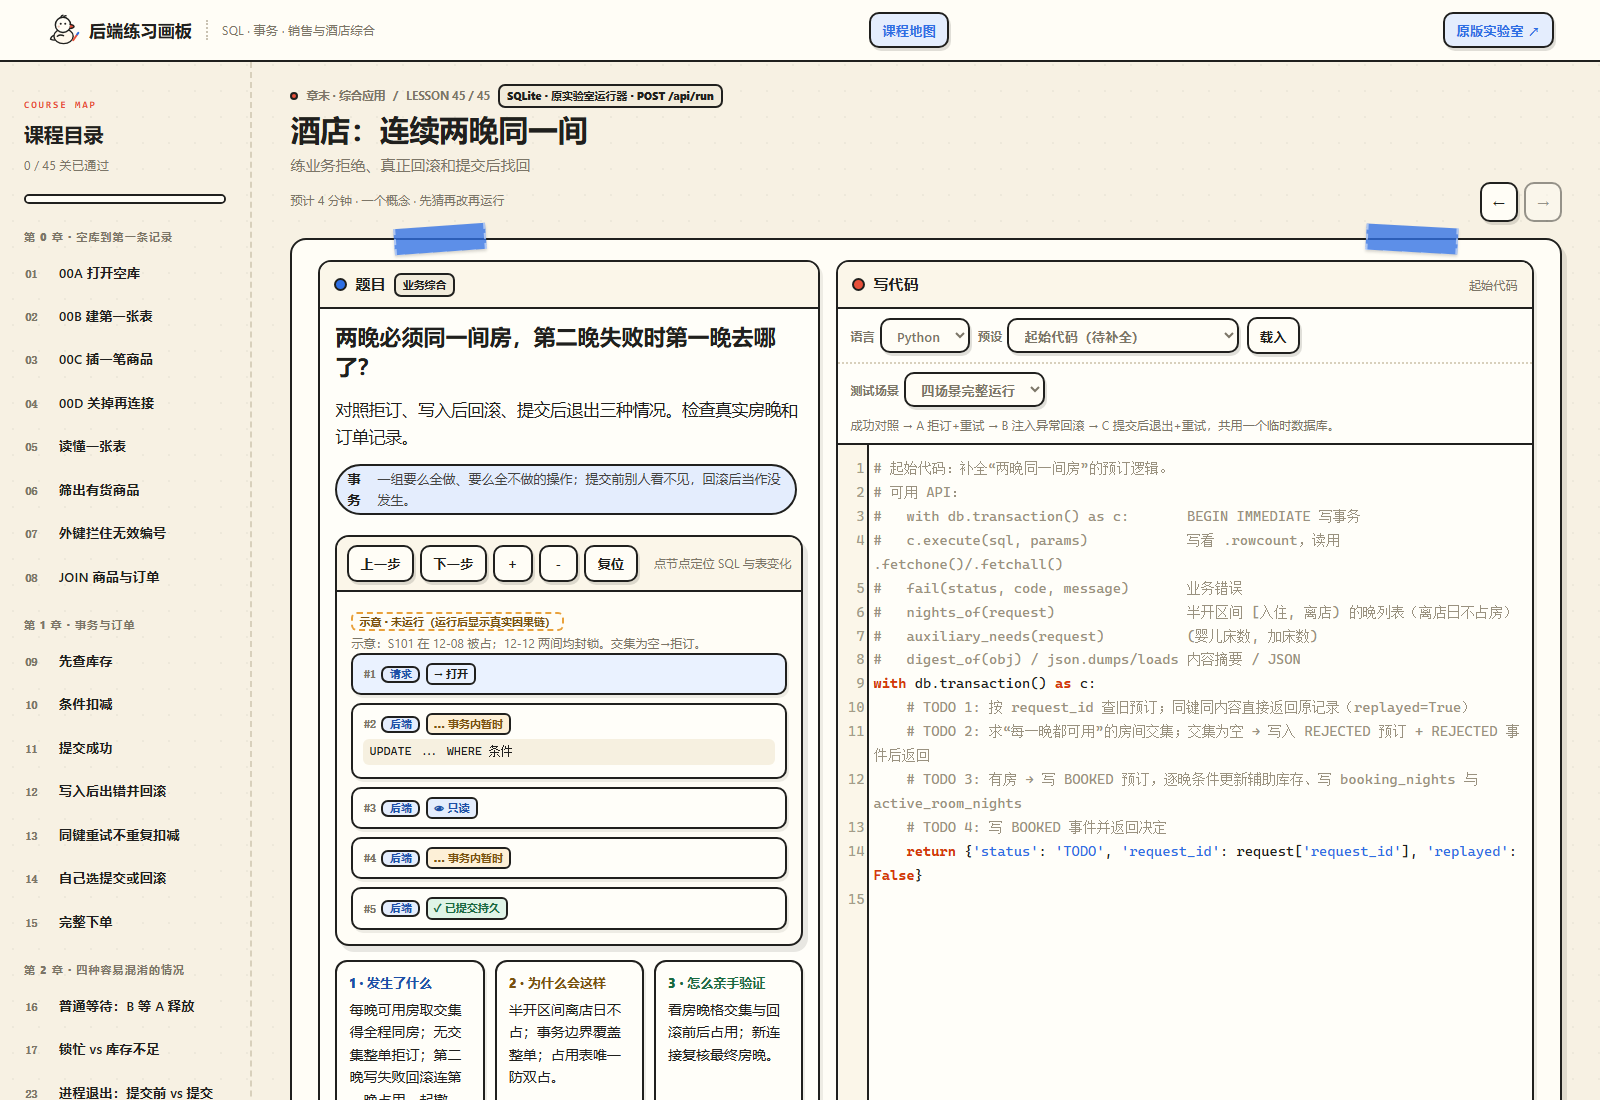 后端练习画板
SQL · 事务 · 销售与酒店综合
课程地图
原版实验室 ↗
COURSE MAP
课程目录
0 / 45 关已通过
第 0 章 · 空库到第一条记录
01 00A 打开空库
02 00B 建第一张表
03 00C 插一笔商品
04 00D 关掉再连接
05 读懂一张表
06 筛出有货商品
07 外键拦住无效编号
08 JOIN 商品与订单
第 1 章 · 事务与订单
09 先查库存
10 条件扣减
11 提交成功
12 写入后出错并回滚
13 同键重试不重复扣减
14 自己选提交或回滚
15 完整下单
第 2 章 · 四种容易混淆的情况
16 普通等待：B 等 A 释放
17 锁忙 vs 库存不足
23 进程退出：提交前 vs 提交
章末 · 综合应用 / LESSON 45 / 45
SQLite · 原实验室运行器 · POST /api/run
酒店：连续两晚同一间
练业务拒绝、真正回滚和提交后找回
预计 4 分钟 · 一个概念 · 先猜再改再运行
←
→
题目
业务综合
两晚必须同一间房，第二晚失败时第一晚去哪
了？
对照拒订、写入后回滚、提交后退出三种情况。检查真实房晚和
订单记录。
事务
一组要么全做、要么全不做的操作；提交前别人看不见，回滚后当作没
发生。
上一步
下一步
+
-
复位
点节点定位 SQL 与表变化
示意 · 未运行（运行后显示真实因果链）
示意：S101 在 12-08 被占；12-12 两间均封锁。交集为空→拒订。
#1 请求 → 打开
#2 后端 … 事务内暂时
UPDATE … WHERE 条件
#3 后端 👁 只读
#4 后端 … 事务内暂时
#5 后端 ✓ 已提交持久
1 · 发生了什么
每晚可用房取交集
得全程同房；无交
集整单拒订；第二
晚写失败回滚连第
一晚占用一起撤
2 · 为什么会这样
半开区间离店日不
占；事务边界覆盖
整单；占用表唯一
防双占。
3 · 怎么亲手验证
看房晚格交集与回
滚前后占用；新连
接复核最终房晚。
写代码
起始代码
语言
Python
预设
起始代码（待补全）
载入
测试场景
四场景完整运行
成功对照 → A 拒订+重试 → B 注入异常回滚 → C 提交后退出+重试，共用一个临时数据库。
1 # 起始代码：补全“两晚同一间房”的预订逻辑。
2 # 可用 API:
3 #   with db.transaction() as c:       BEGIN IMMEDIATE 写事务
4 #   c.execute(sql, params)            写看 .rowcount，读用
.fetchone()/.fetchall()
5 #   fail(status, code, message)       业务错误
6 #   nights_of(request)                半开区间 [入住, 离店) 的晚列表（离店日不占房）
7 #   auxiliary_needs(request)          (婴儿床数, 加床数)
8 #   digest_of(obj) / json.dumps/loads 内容摘要 / JSON
9 with db.transaction() as c:
10     # TODO 1: 按 request_id 查旧预订；同键同内容直接返回原记录（replayed=True）
11     # TODO 2: 求“每一晚都可用”的房间交集；交集为空 → 写入 REJECTED 预订 + REJECTED 事
件后返回
12     # TODO 3: 有房 → 写 BOOKED 预订，逐晚条件更新辅助库存、写 booking_nights 与
active_room_nights
13     # TODO 4: 写 BOOKED 事件并返回决定
14     return {'status': 'TODO', 'request_id': request['request_id'], 'replayed':
False}
15